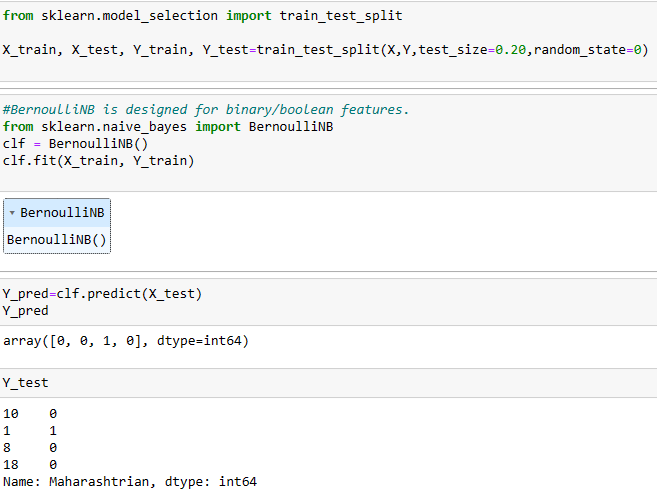 from sklearn.model_selection import train_test_split
X_train, X_test, Y_train, Y_test=train_test_split(X,Y,test_size=0.20,random_state=0)
#BernoulliNB is designed for binary/boolean features.
from sklearn.naive_bayes import BernoulliNB
clf = BernoulliNB()
clf.fit(X_train, Y_train)
▾ BernoulliNB
BernoulliNB()
Y_pred=clf.predict(X_test)
Y_pred
array([0, 0, 1, 0], dtype=int64)
Y_test
10    0
1     1
8     0
18    0
Name: Maharashtrian, dtype: int64